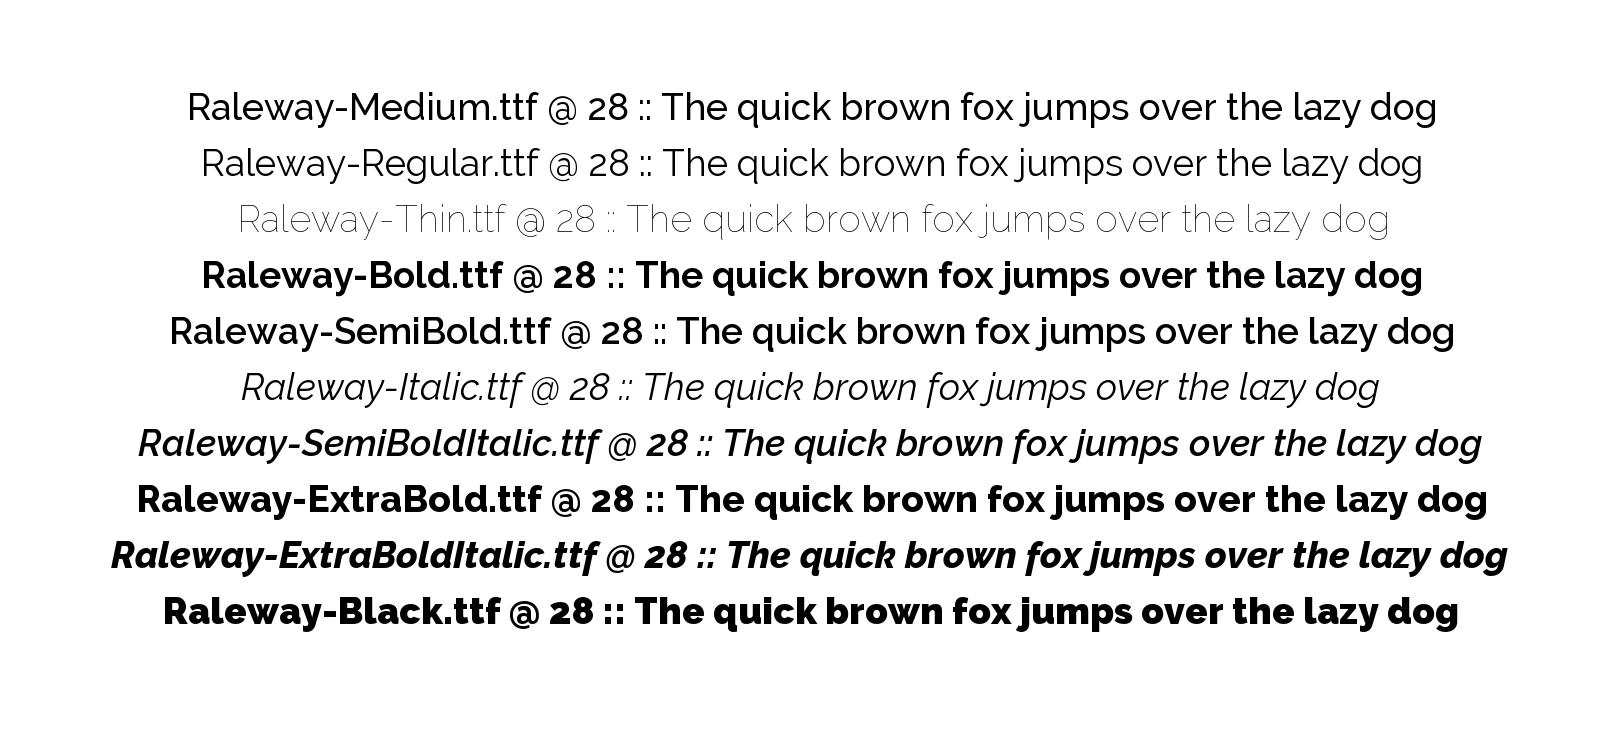 Raleway-Medium.ttf @ 28 :: The quick brown fox jumps over the lazy dog
Raleway-Regular.ttf @ 28 :: The quick brown fox jumps over the lazy dog
Raleway-Thin.ttf @ 28 :: The quick brown fox jumps over the lazy dog
Raleway-Bold.ttf @ 28 :: The quick brown fox jumps over the lazy dog
Raleway-SemiBold.ttf @ 28 :: The quick brown fox jumps over the lazy dog
Raleway-Italic.ttf @ 28 :: The quick brown fox jumps over the lazy dog
Raleway-SemiBoldItalic.ttf @ 28 :: The quick brown fox jumps over the lazy dog
Raleway-ExtraBold.ttf @ 28 :: The quick brown fox jumps over the lazy dog
Raleway-ExtraBoldItalic.ttf @ 28 :: The quick brown fox jumps over the lazy dog
Raleway-Black.ttf @ 28 :: The quick brown fox jumps over the lazy dog